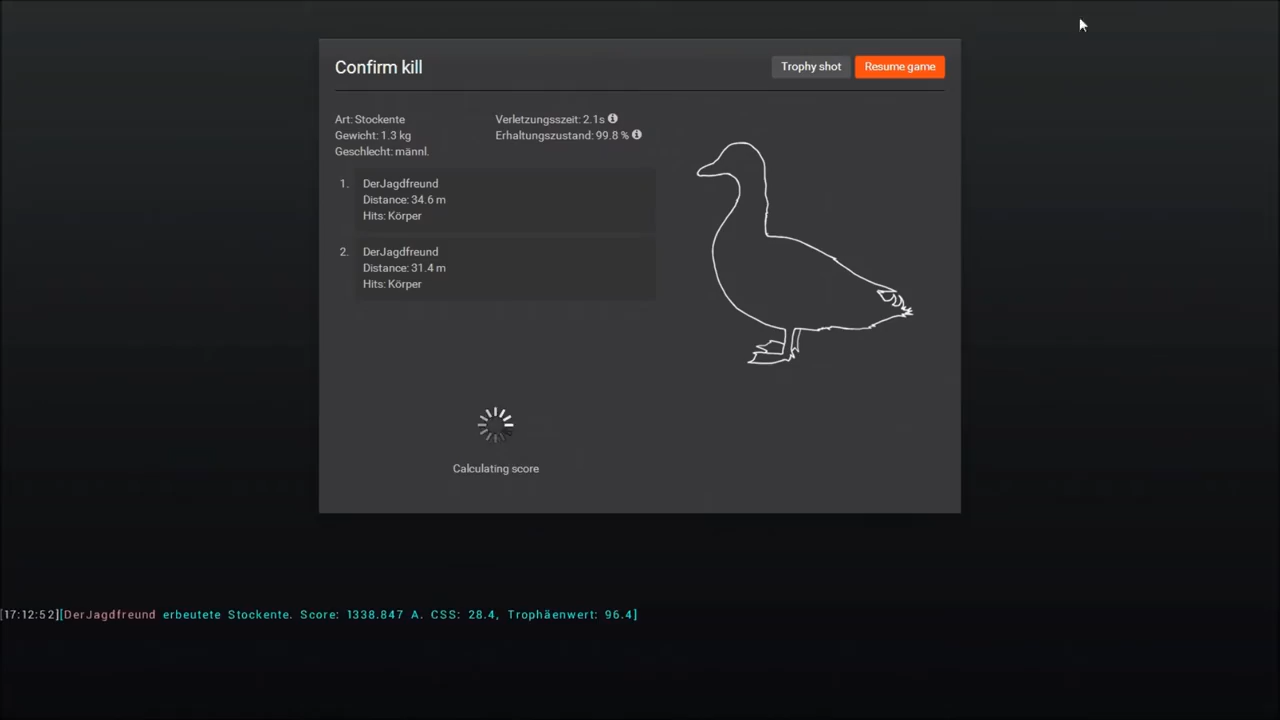 Confirm kill
Trophy shot
Resume game
Art: Stockente
Gewicht: 1.3 kg
Geschlecht: männl.
Verletzungsszeit: 2.1s
Erhaltungszustand: 99.8 %
1.
DerJagdfreund
Distance: 34.6 m
Hits: Körper
2.
DerJagdfreund
Distance: 31.4 m
Hits: Körper
Calculating score
[17:12:52][DerJagdfreund erbeutete Stockente. Score: 1338.847 A. CSS: 28.4, Trophäenwert: 96.4]